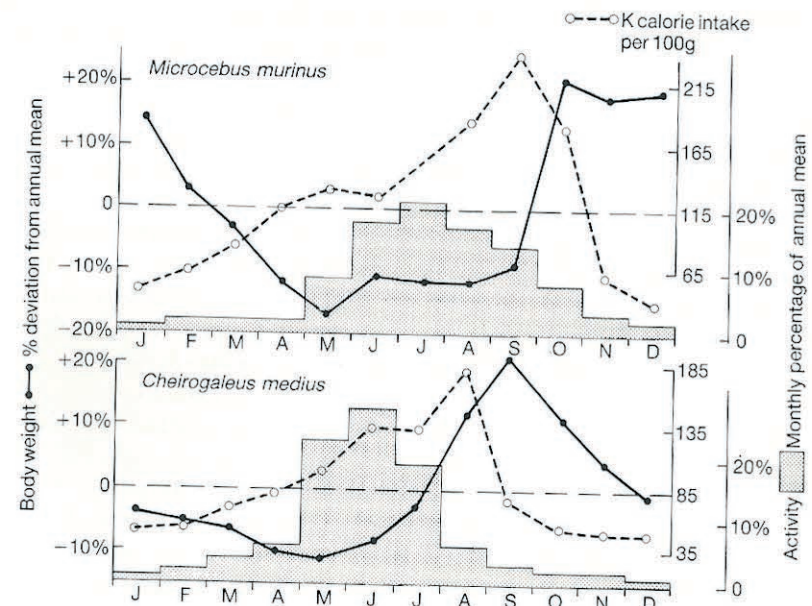 K calorie intake
per 100g
Microcebus murinus
+20%
+10%
0
−10%
−20%
215
165
115
65
20%
10%
0
J F M A M J J A S O N D
Cheirogaleus medius
+20%
+10%
0
−10%
185
135
85
35
20%
10%
0
J F M A M J J A S O N D
Body weight % deviation from annual mean
Activity Monthly percentage of annual mean